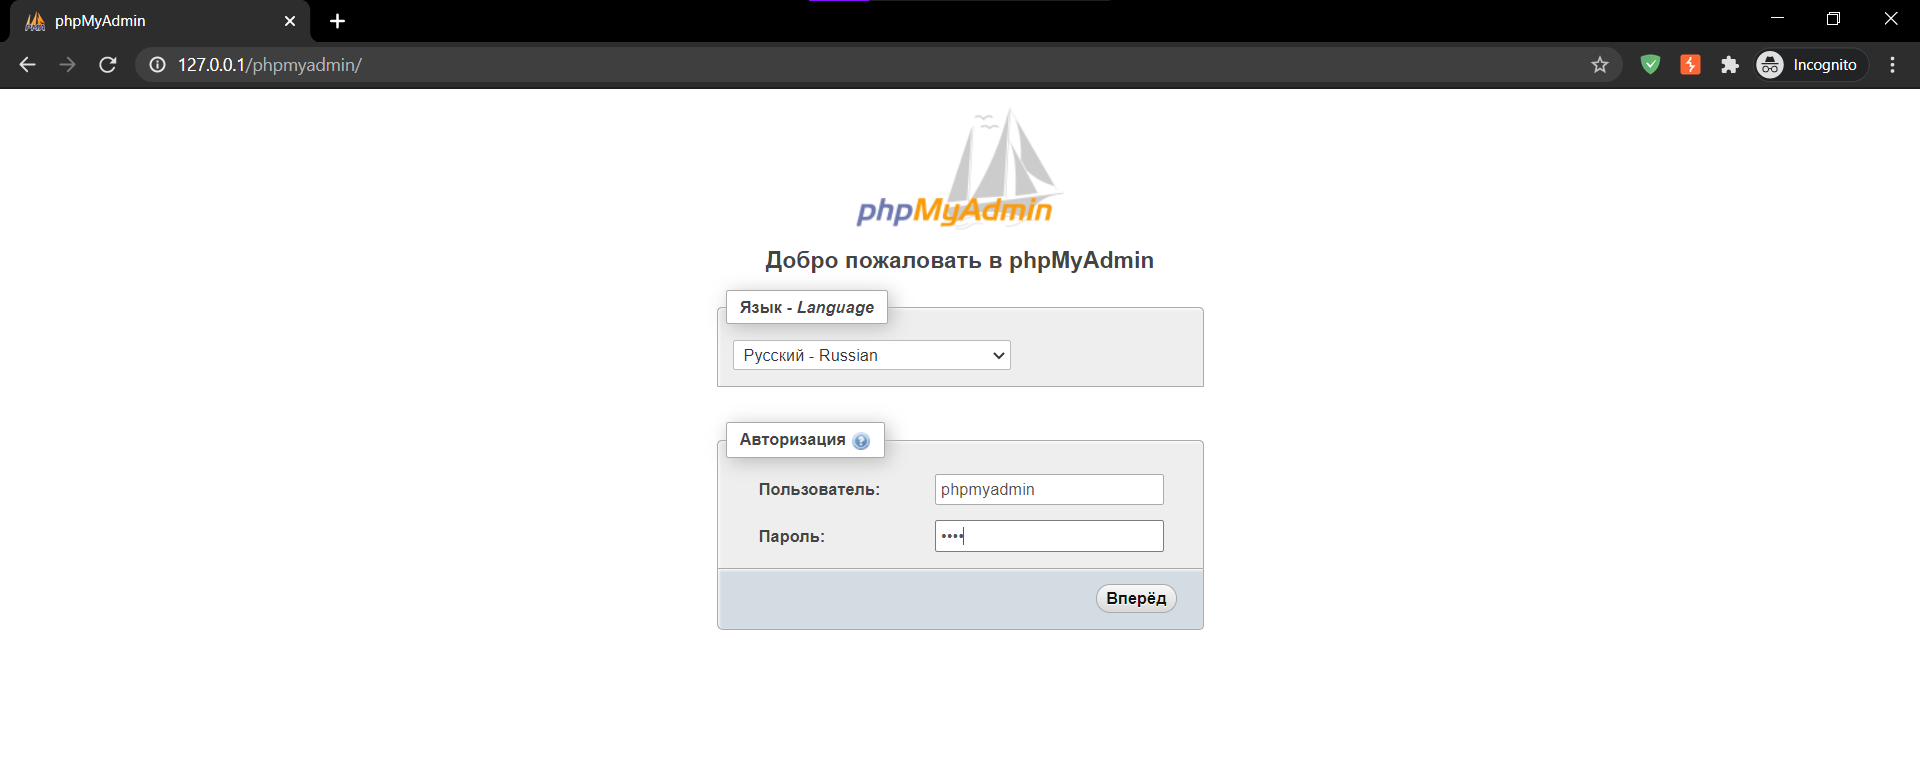 phpMyAdmin
127.0.0.1/phpmyadmin/
Incognito
phpMyAdmin
Добро пожаловать в phpMyAdmin
Язык - Language
Русский - Russian
Авторизация
Пользователь: phpmyadmin
Пароль: ••••
Вперёд